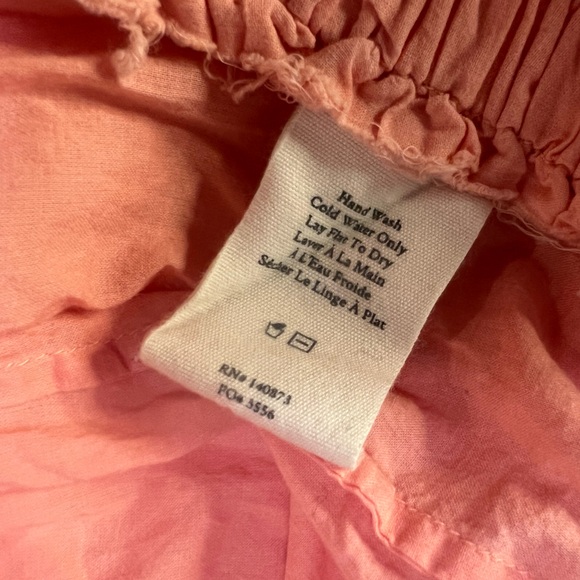 Hand Wash
Cold Water Only
Lay Flat To Dry
Laver À La Main
À L'Eau Froide
Sécher Le Linge À Plat
RN# 140873
PO# 3556